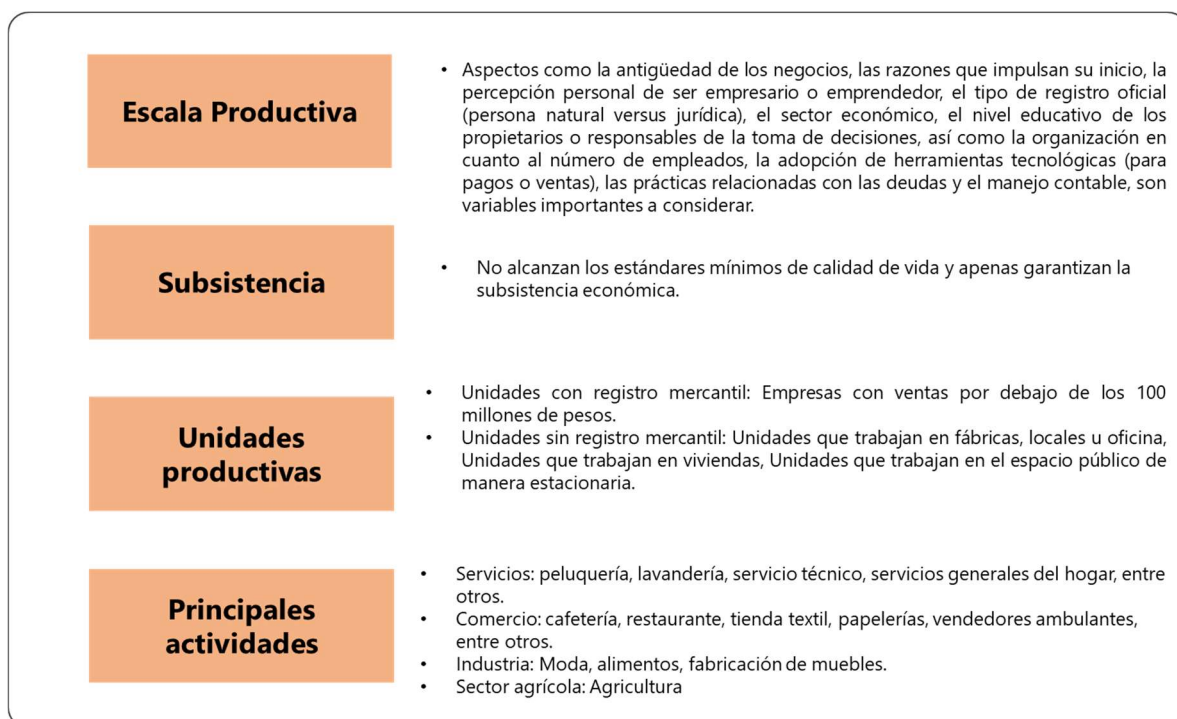 Escala Productiva
• Aspectos como la antigüedad de los negocios, las razones que impulsan su inicio, la
percepción personal de ser empresario o emprendedor, el tipo de registro oficial
(persona natural versus jurídica), el sector económico, el nivel educativo de los
propietarios o responsables de la toma de decisiones, así como la organización en
cuanto al número de empleados, la adopción de herramientas tecnológicas (para
pagos o ventas), las prácticas relacionadas con las deudas y el manejo contable, son
variables importantes a considerar.
Subsistencia
• No alcanzan los estándares mínimos de calidad de vida y apenas garantizan la
subsistencia económica.
Unidades
productivas
• Unidades con registro mercantil: Empresas con ventas por debajo de los 100
millones de pesos.
• Unidades sin registro mercantil: Unidades que trabajan en fábricas, locales u oficina,
Unidades que trabajan en viviendas, Unidades que trabajan en el espacio público de
manera estacionaria.
Principales
actividades
• Servicios: peluquería, lavandería, servicio técnico, servicios generales del hogar, entre
otros.
• Comercio: cafetería, restaurante, tienda textil, papelerías, vendedores ambulantes,
entre otros.
• Industria: Moda, alimentos, fabricación de muebles.
• Sector agrícola: Agricultura